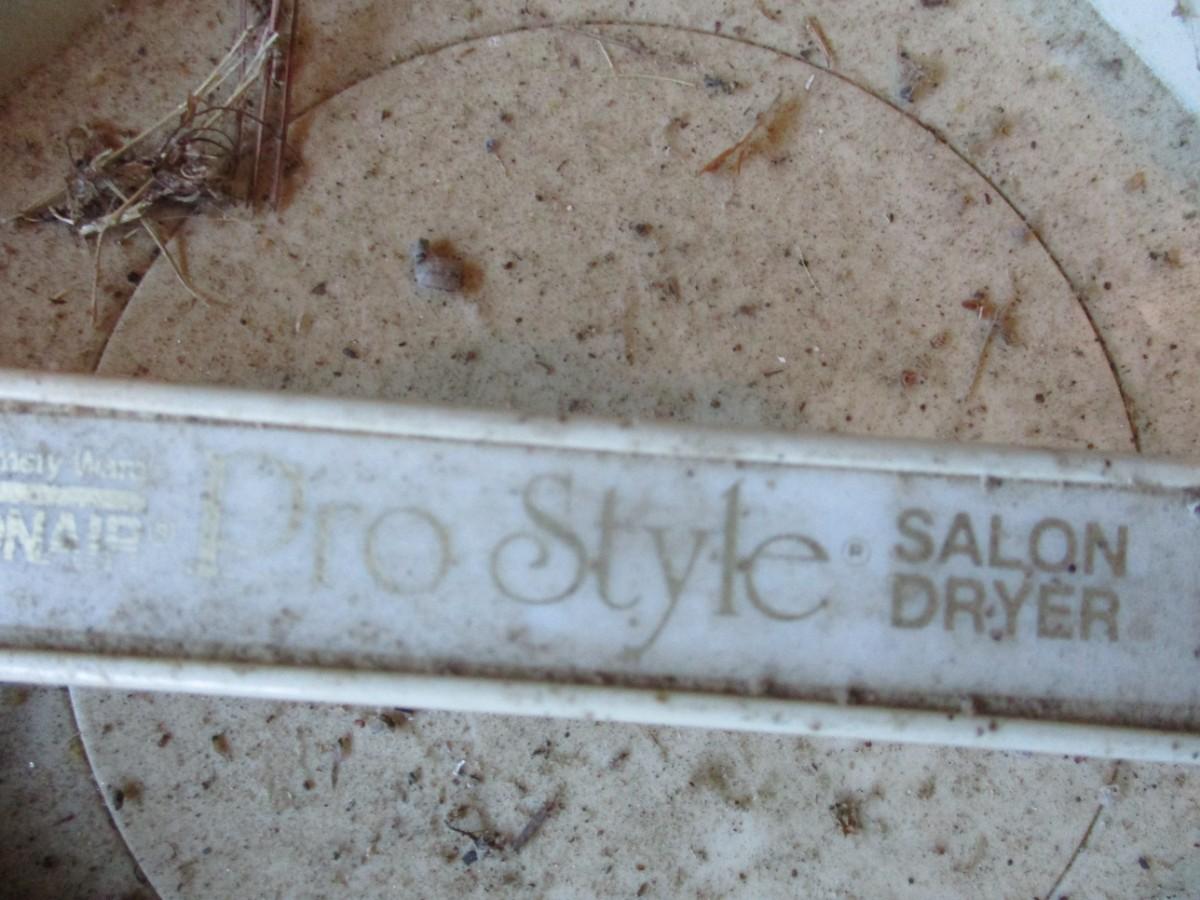 ONAIR®
Pro Style®
SALON
DRYER